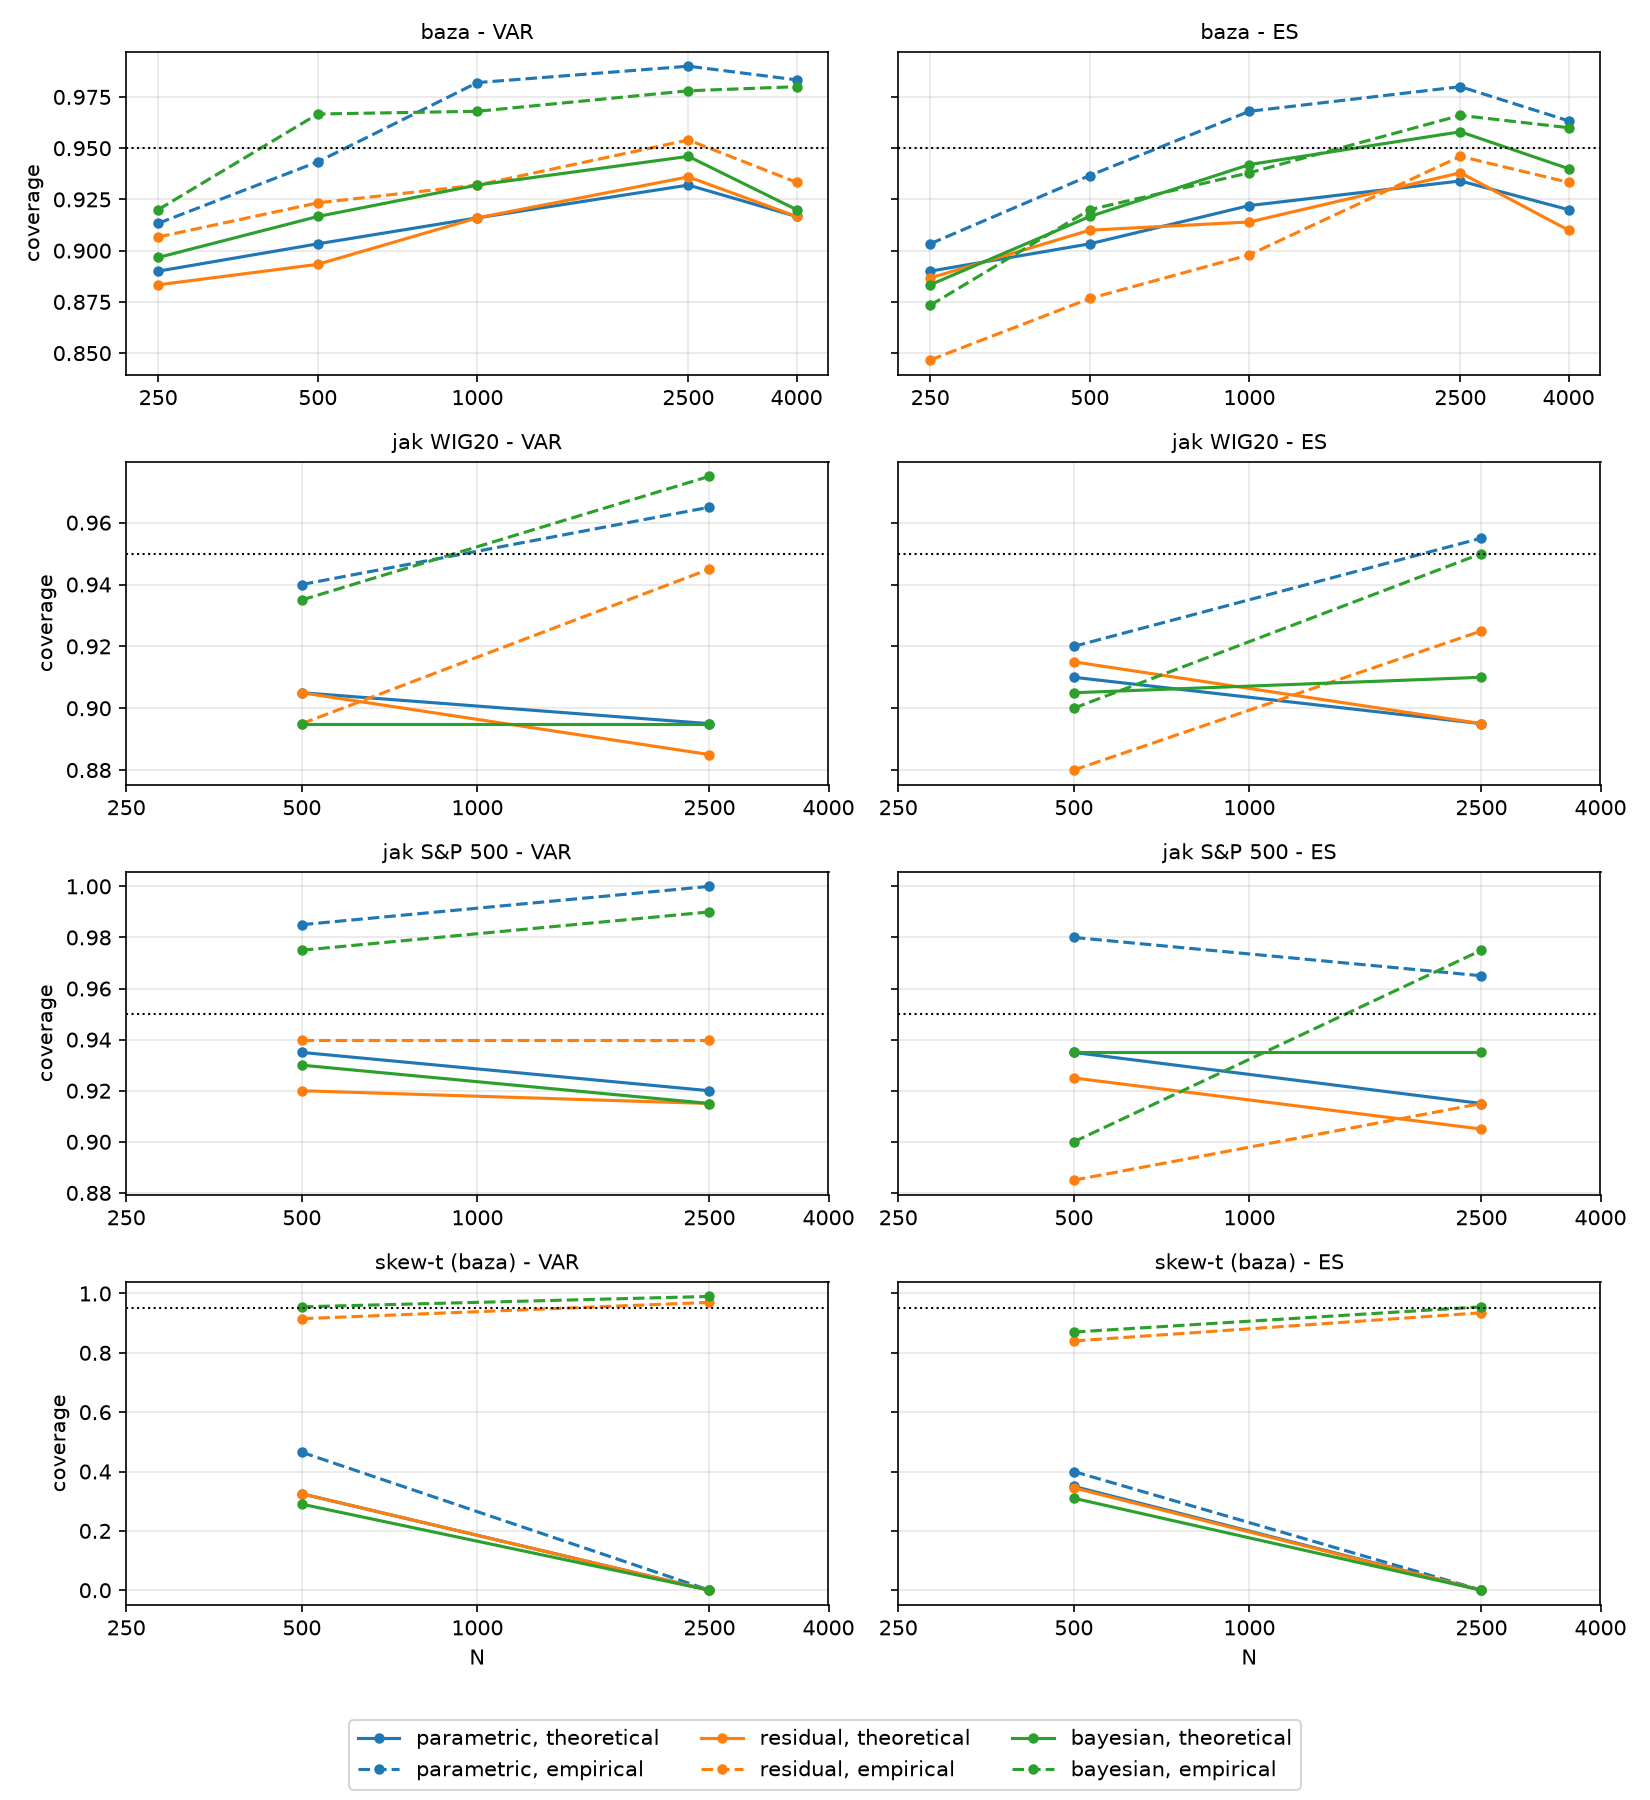 baza - VAR
baza - ES
0.975
0.950
0.925
0.900
0.875
0.850
coverage
250 500 1000 2500 4000
250 500 1000 2500 4000
jak WIG20 - VAR
jak WIG20 - ES
0.96
0.94
0.92
0.90
0.88
coverage
250 500 1000 2500 4000
250 500 1000 2500 4000
jak S&P 500 - VAR
jak S&P 500 - ES
1.00
0.98
0.96
0.94
0.92
0.90
0.88
coverage
250 500 1000 2500 4000
250 500 1000 2500 4000
skew-t (baza) - VAR
skew-t (baza) - ES
1.0
0.8
0.6
0.4
0.2
0.0
coverage
250 500 1000 2500 4000
250 500 1000 2500 4000
N
N
parametric, theoretical
residual, theoretical
bayesian, theoretical
parametric, empirical
residual, empirical
bayesian, empirical